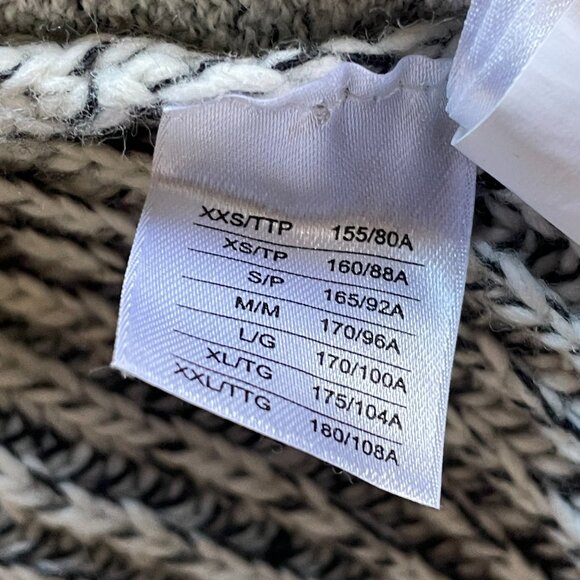 XXS/TTP 155/80A
XS/TP 160/88A
S/P 165/92A
M/M 170/96A
L/G 170/100A
XL/TG 175/104A
XXL/TTG 180/108A